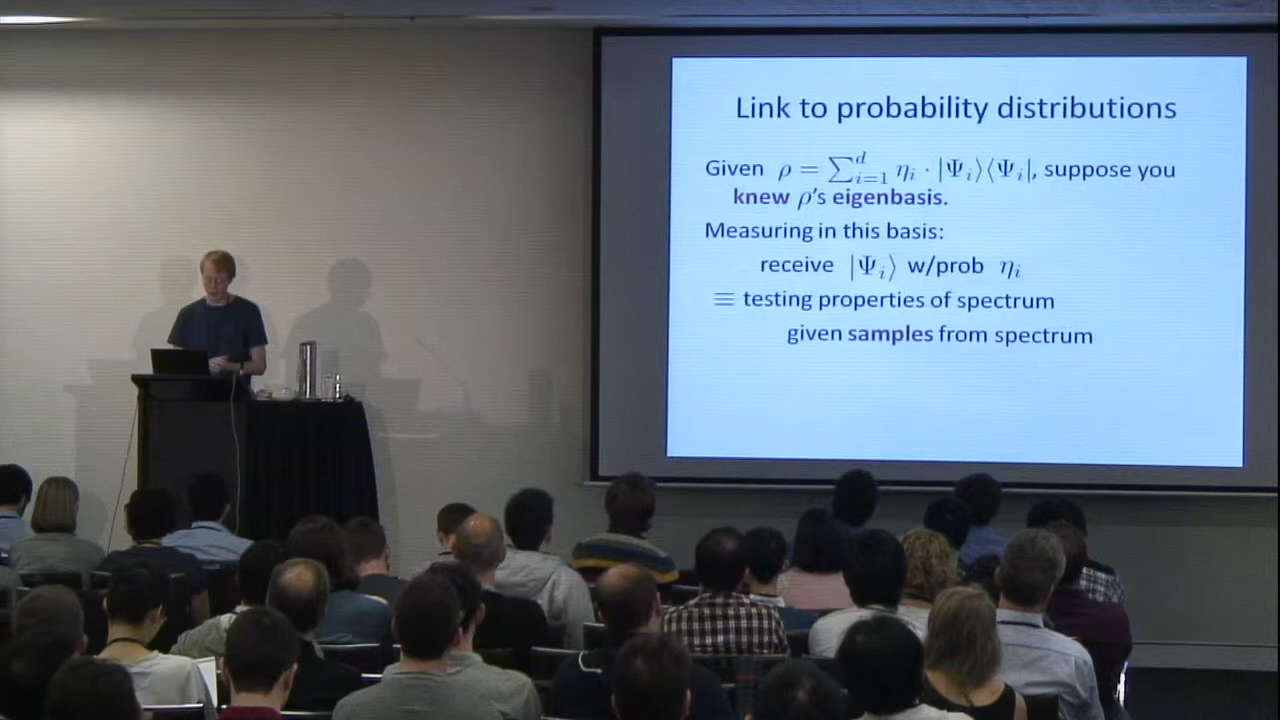 Link to probability distributions
Given ρ = ∑ᵢ₌₁ᵈ ηᵢ · |Ψᵢ⟩⟨Ψᵢ|, suppose you
knew ρ's eigenbasis.
Measuring in this basis:
receive |Ψᵢ⟩ w/prob ηᵢ
≡ testing properties of spectrum
given samples from spectrum